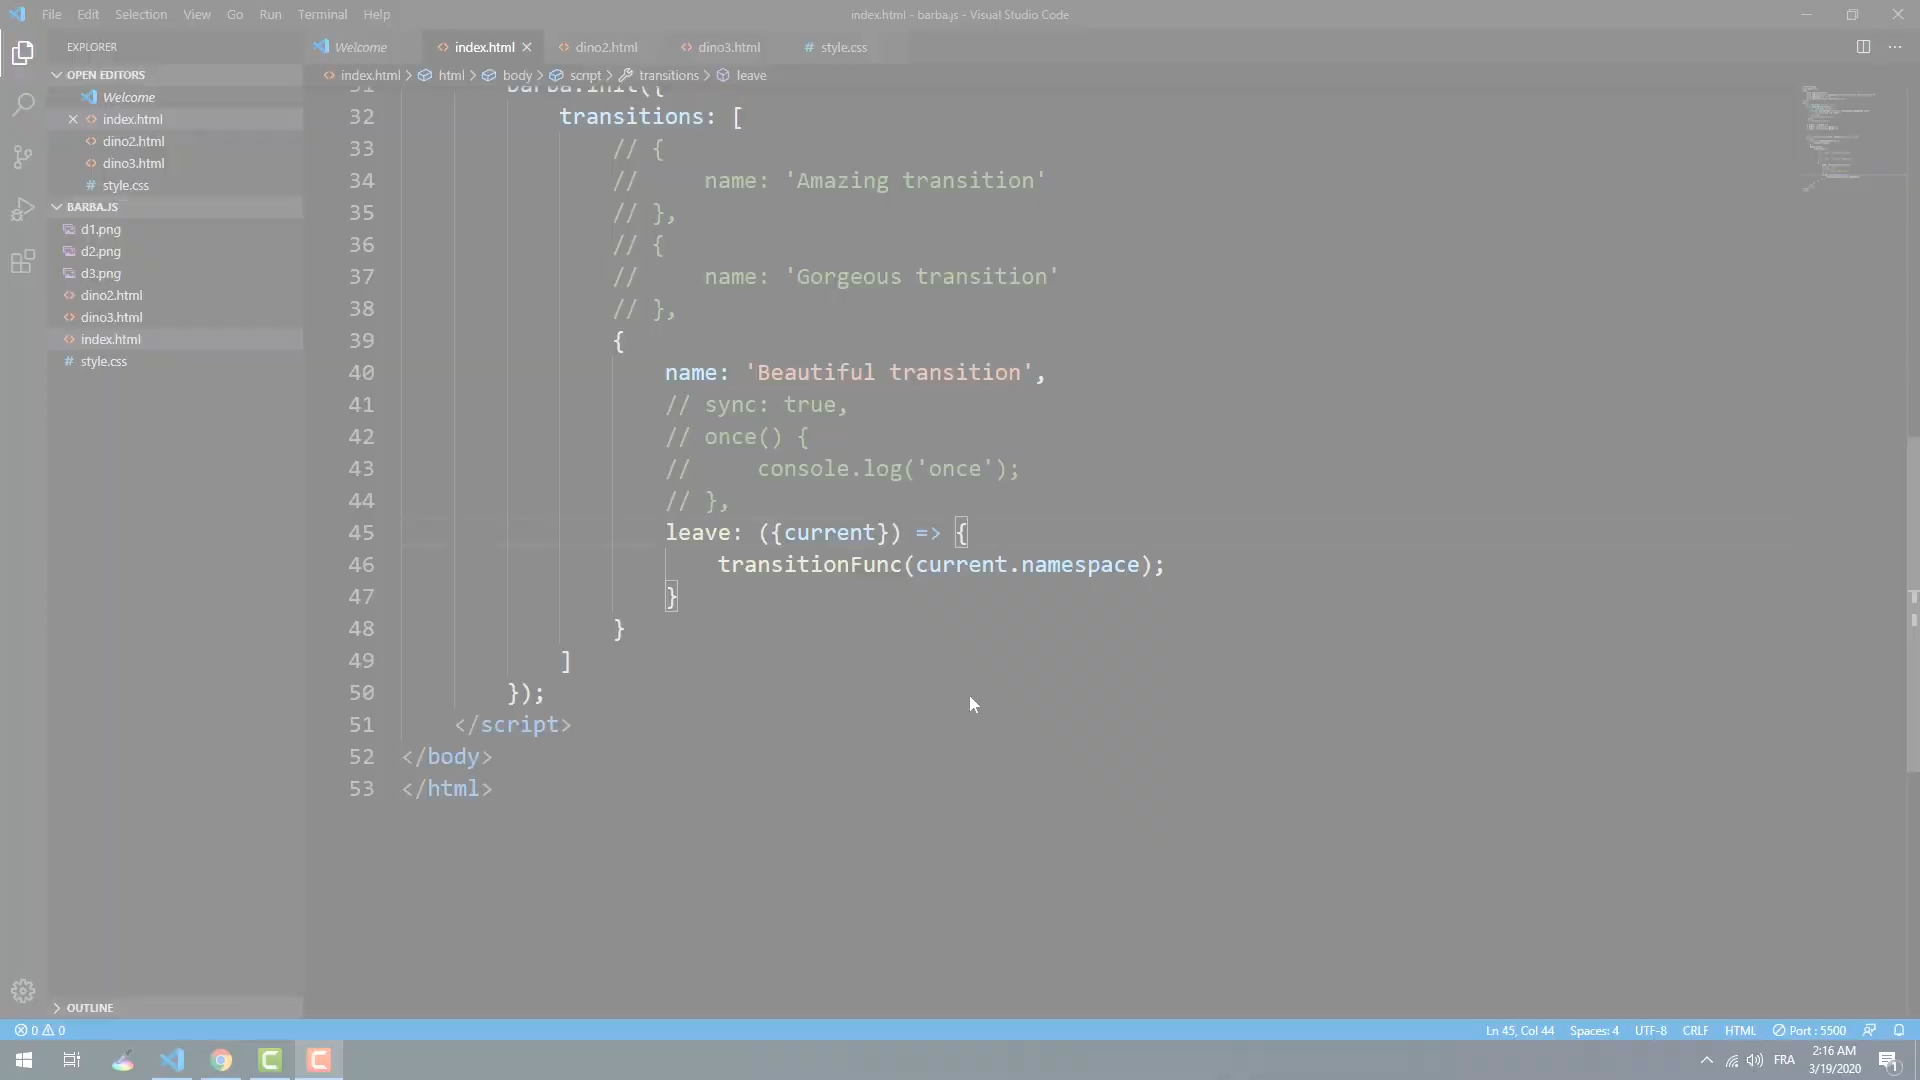 File Edit Selection View Go Run Terminal Help
index.html - barba.js - Visual Studio Code
EXPLORER
OPEN EDITORS
Welcome
index.html
dino2.html
dino3.html
style.css
BARBA.JS
d1.png
d2.png
d3.png
dino2.html
dino3.html
index.html
style.css
OUTLINE
Welcome index.html dino2.html dino3.html # style.css
index.html > html > body > script > transitions > leave
31 barba.init({
32 transitions: [
33 // {
34 // name: 'Amazing transition'
35 // },
36 // {
37 // name: 'Gorgeous transition'
38 // },
39 {
40 name: 'Beautiful transition',
41 // sync: true,
42 // once() {
43 // console.log('once');
44 // },
45 leave: ({current}) => {
46 transitionFunc(current.namespace);
47 }
48 }
49 ]
50 });
51 </script>
52 </body>
53 </html>
0 0
Ln 45, Col 44 Spaces: 4 UTF-8 CRLF HTML Port : 5500
FRA
2:16 AM
3/19/2020
1